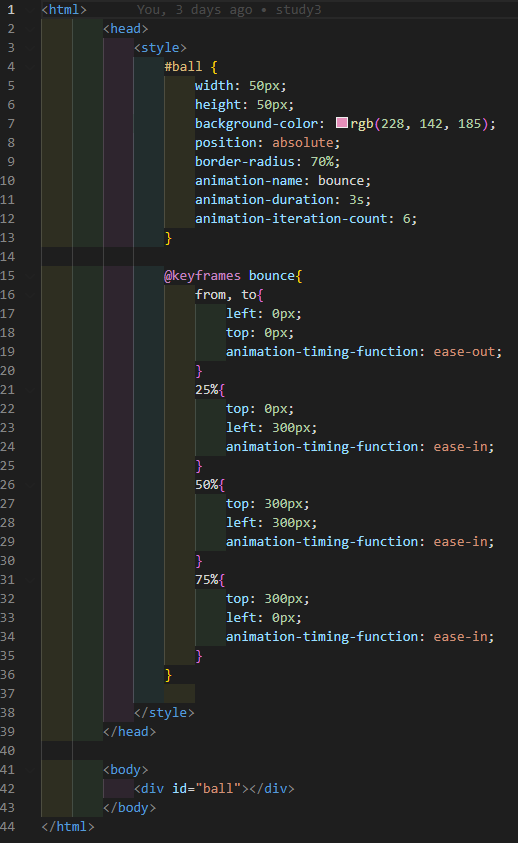 1 <html> You, 3 days ago • study3
2 <head>
3 <style>
4 #ball {
5 width: 50px;
6 height: 50px;
7 background-color: rgb(228, 142, 185);
8 position: absolute;
9 border-radius: 70%;
10 animation-name: bounce;
11 animation-duration: 3s;
12 animation-iteration-count: 6;
13 }
14
15 @keyframes bounce{
16 from, to{
17 left: 0px;
18 top: 0px;
19 animation-timing-function: ease-out;
20 }
21 25%{
22 top: 0px;
23 left: 300px;
24 animation-timing-function: ease-in;
25 }
26 50%{
27 top: 300px;
28 left: 300px;
29 animation-timing-function: ease-in;
30 }
31 75%{
32 top: 300px;
33 left: 0px;
34 animation-timing-function: ease-in;
35 }
36 }
37
38 </style>
39 </head>
40
41 <body>
42 <div id="ball"></div>
43 </body>
44 </html>